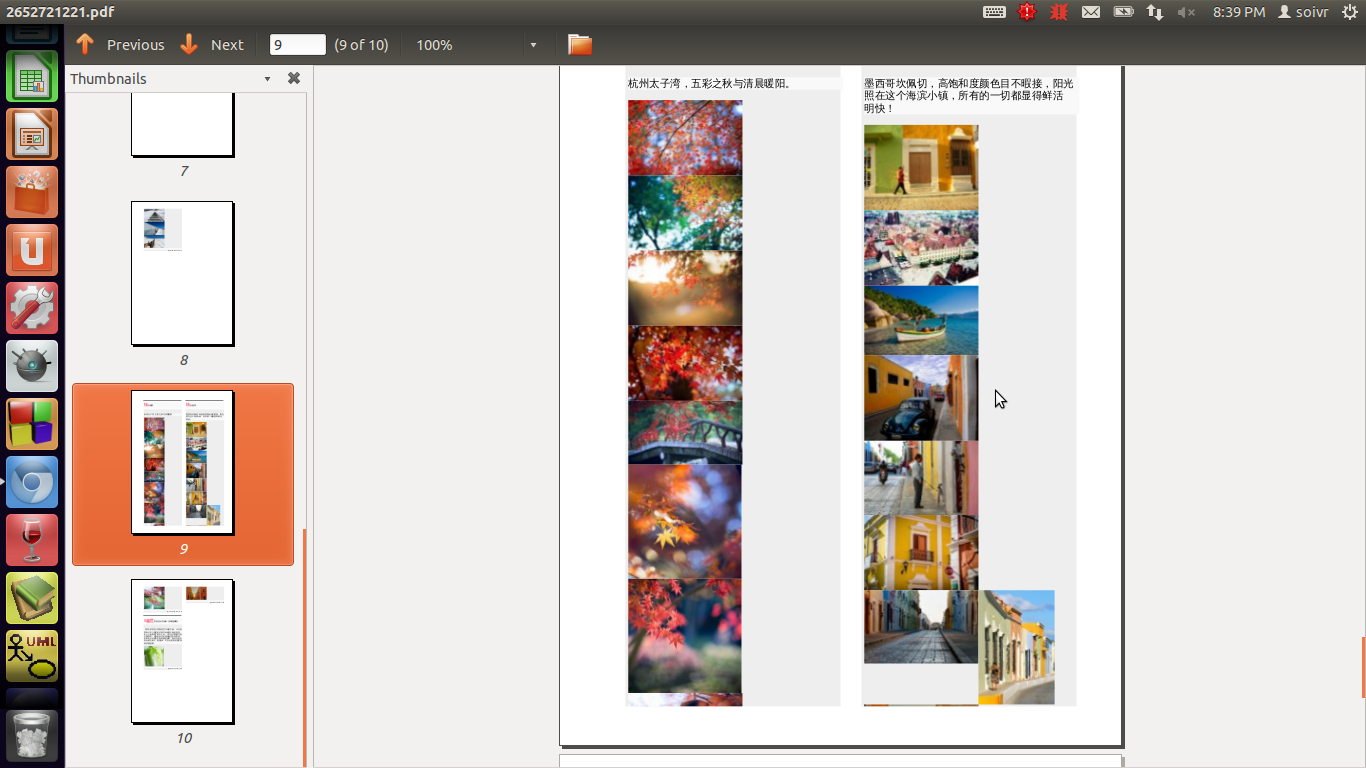 2652721221.pdf
8:39 PM
soivr
Previous
Next
9
(9 of 10)
100%
Thumbnails
7
8
9
10
杭州太子湾，五彩之秋与清晨暖阳。
墨西哥坎佩切，高饱和度颜色目不暇接，阳光
照在这个海滨小镇，所有的一切都显得鲜活
明快！
UML